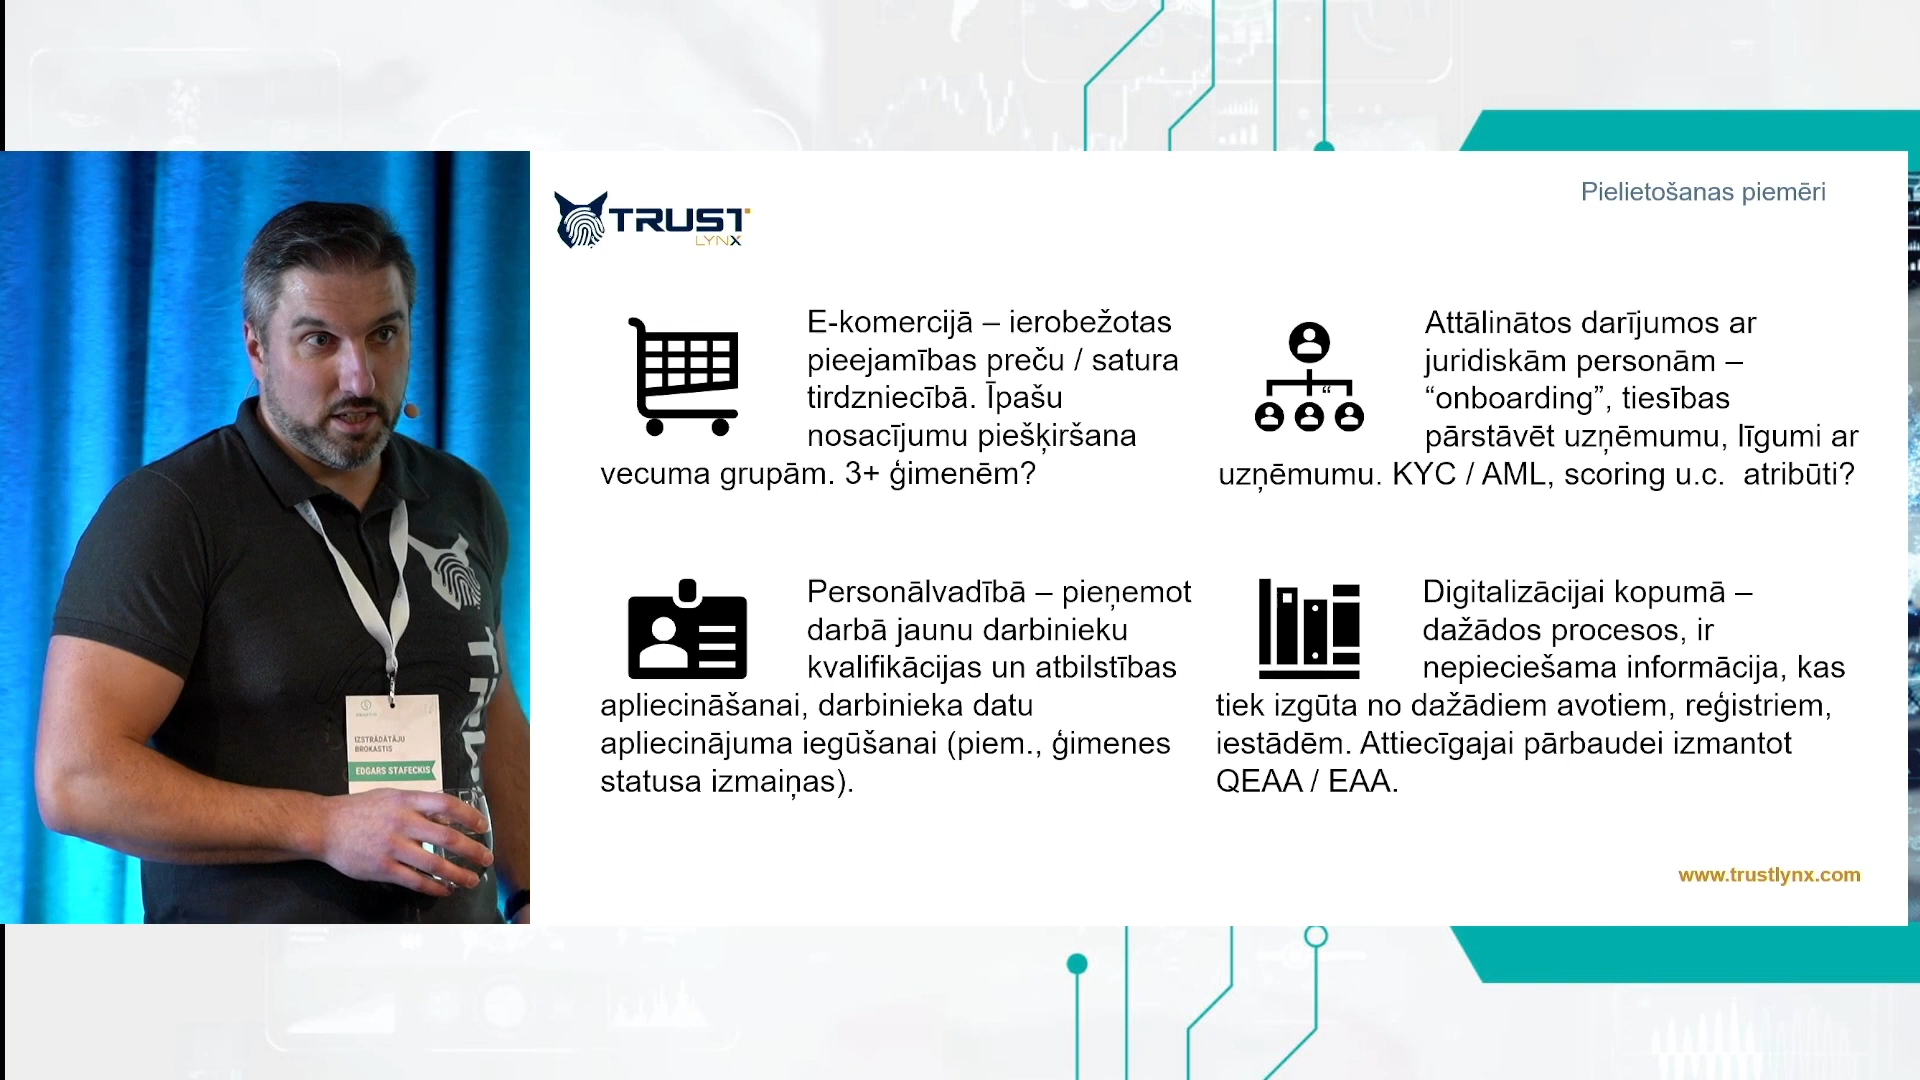 Pielietošanas piemēri
TRUST
LYNX
E-komercijā – ierobežotas
pieejamības preču / satura
tirdzniecībā. Īpašu
nosacījumu piešķiršana
vecuma grupām. 3+ ģimenēm?
“
Attālinātos darījumos ar
juridiskām personām –
“onboarding”, tiesības
pārstāvēt uzņēmumu, līgumi ar
uzņēmumu. KYC / AML, scoring u.c. atribūti?
Personālvadībā – pieņemot
darbā jaunu darbinieku
kvalifikācijas un atbilstības
apliecināšanai, darbinieka datu
apliecinājuma iegūšanai (piem., ģimenes
statusa izmaiņas).
Digitalizācijai kopumā –
dažādos procesos, ir
nepieciešama informācija, kas
tiek izgūta no dažādiem avotiem, reģistriem,
iestādēm. Attiecīgajai pārbaudei izmantot
QEAA / EAA.
www.trustlynx.com
IZSTRĀDĀTĀJU
BROKASTIS
EDGARS STAFECKIS